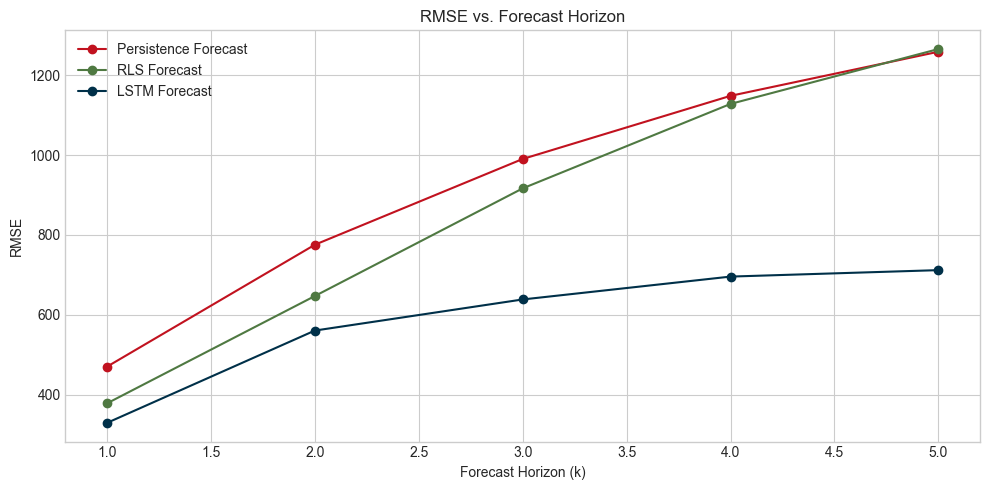 RMSE vs. Forecast Horizon
Persistence Forecast
RLS Forecast
LSTM Forecast
RMSE
1200
1000
800
600
400
1.0 1.5 2.0 2.5 3.0 3.5 4.0 4.5 5.0
Forecast Horizon (k)